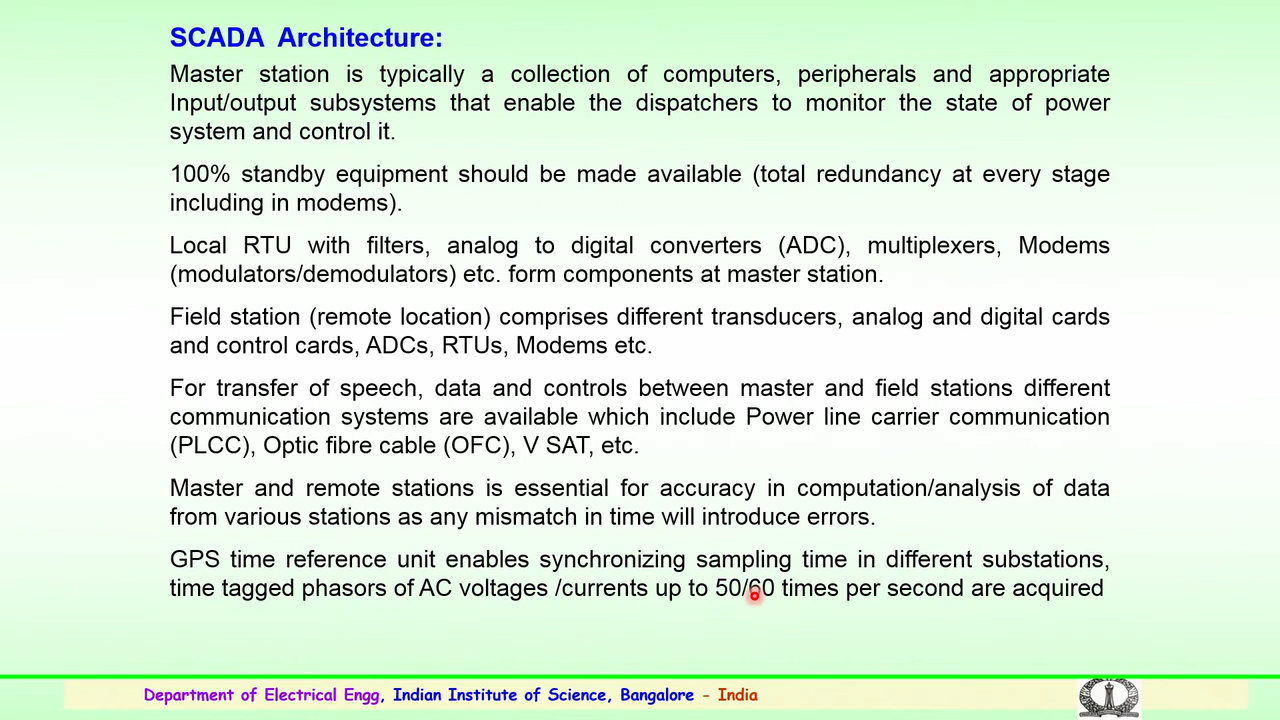 SCADA Architecture:
Master station is typically a collection of computers, peripherals and appropriate
Input/output subsystems that enable the dispatchers to monitor the state of power
system and control it.
100% standby equipment should be made available (total redundancy at every stage
including in modems).
Local RTU with filters, analog to digital converters (ADC), multiplexers, Modems
(modulators/demodulators) etc. form components at master station.
Field station (remote location) comprises different transducers, analog and digital cards
and control cards, ADCs, RTUs, Modems etc.
For transfer of speech, data and controls between master and field stations different
communication systems are available which include Power line carrier communication
(PLCC), Optic fibre cable (OFC), V SAT, etc.
Master and remote stations is essential for accuracy in computation/analysis of data
from various stations as any mismatch in time will introduce errors.
GPS time reference unit enables synchronizing sampling time in different substations,
time tagged phasors of AC voltages /currents up to 50/60 times per second are acquired
Department of Electrical Engg, Indian Institute of Science, Bangalore - India